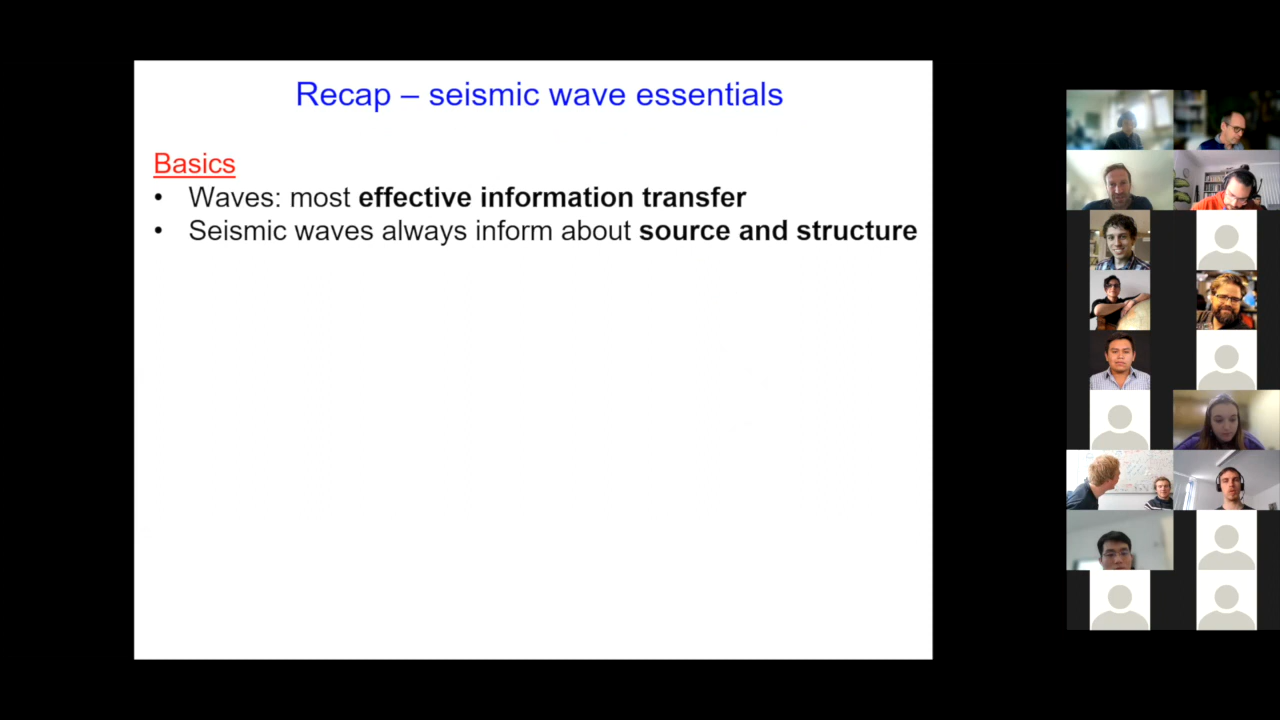 Recap – seismic wave essentials
Basics
• Waves: most effective information transfer
• Seismic waves always inform about source and structure